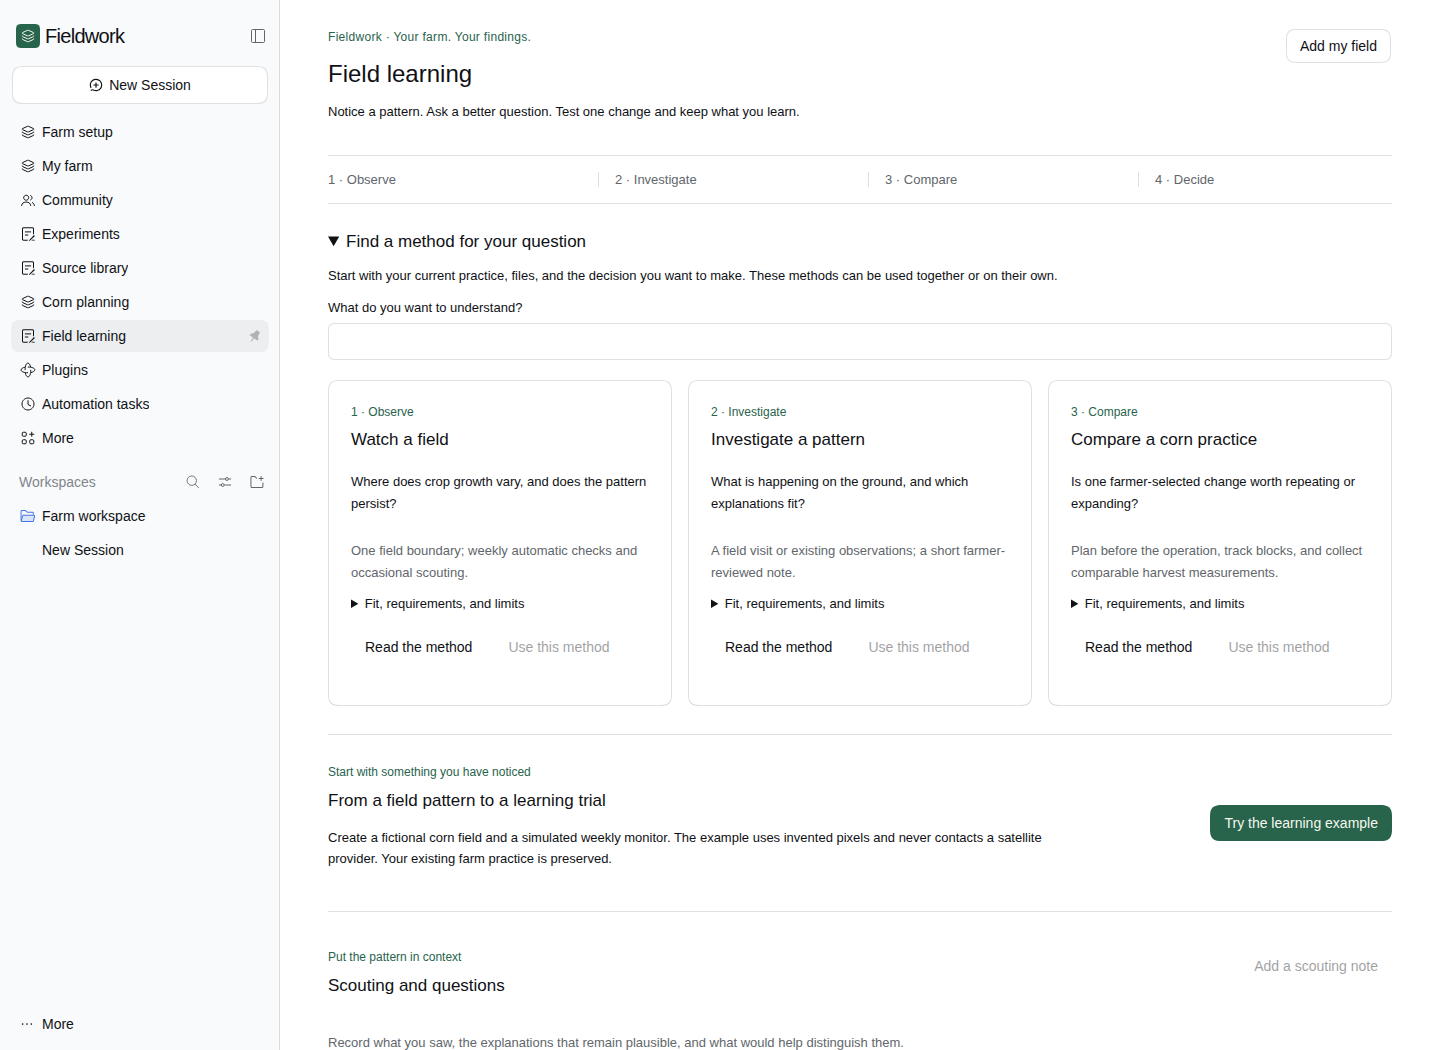 Fieldwork
New Session
Farm setup
My farm
Community
Experiments
Source library
Corn planning
Field learning
Plugins
Automation tasks
More
Workspaces
Farm workspace
New Session
More
Fieldwork · Your farm. Your findings.
Add my field
Field learning
Notice a pattern. Ask a better question. Test one change and keep what you learn.
1 · Observe
2 · Investigate
3 · Compare
4 · Decide
Find a method for your question
Start with your current practice, files, and the decision you want to make. These methods can be used together or on their own.
What do you want to understand?
1 · Observe
Watch a field
Where does crop growth vary, and does the pattern
persist?
One field boundary; weekly automatic checks and
occasional scouting.
Fit, requirements, and limits
Read the method
Use this method
2 · Investigate
Investigate a pattern
What is happening on the ground, and which
explanations fit?
A field visit or existing observations; a short farmer-
reviewed note.
Fit, requirements, and limits
Read the method
Use this method
3 · Compare
Compare a corn practice
Is one farmer-selected change worth repeating or
expanding?
Plan before the operation, track blocks, and collect
comparable harvest measurements.
Fit, requirements, and limits
Read the method
Use this method
Start with something you have noticed
From a field pattern to a learning trial
Create a fictional corn field and a simulated weekly monitor. The example uses invented pixels and never contacts a satellite
provider. Your existing farm practice is preserved.
Try the learning example
Put the pattern in context
Scouting and questions
Add a scouting note
Record what you saw, the explanations that remain plausible, and what would help distinguish them.